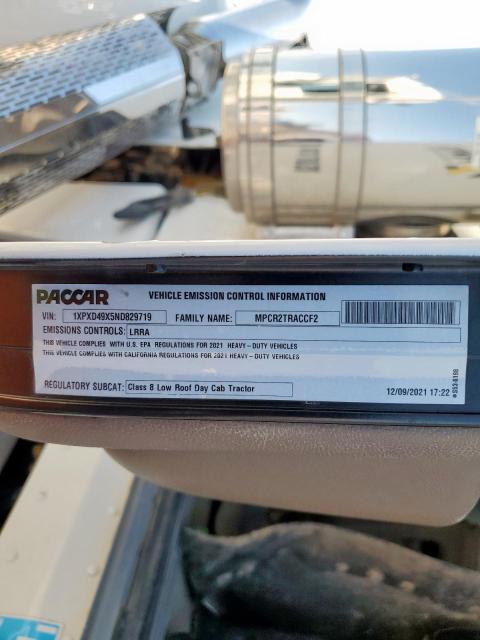 PACCAR VEHICLE EMISSION CONTROL INFORMATION
VIN: 1XPXD49X5ND829719 FAMILY NAME: MPCR2TRACCF2
EMISSIONS CONTROLS: LRRA
THIS VEHICLE COMPLIES WITH U.S. EPA REGULATIONS FOR 2021 HEAVY-DUTY VEHICLES
THIS VEHICLE COMPLIES WITH CALIFORNIA REGULATIONS FOR 2021 HEAVY-DUTY VEHICLES
REGULATORY SUBCAT: Class 8 Low Roof Day Cab Tractor
12/09/2021 17:22